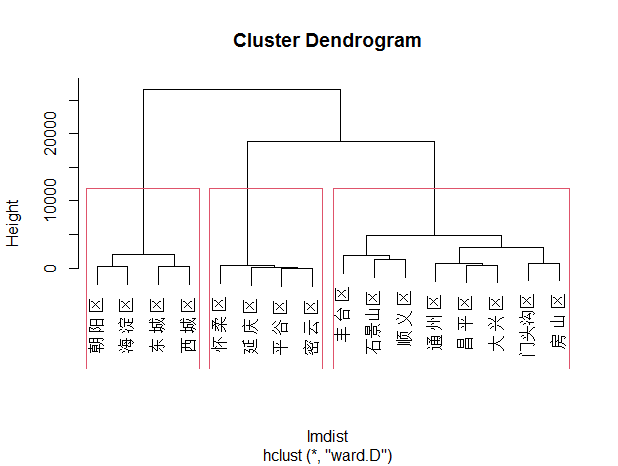 Cluster Dendrogram
Height
20000
10000
0
朝阳区
海淀区
东城区
西城区
怀柔区
延庆区
平谷区
密云区
丰台区
石景山区
顺义区
通州区
昌平区
大兴区
门头沟区
房山区
lmdist
hclust (*, "ward.D")